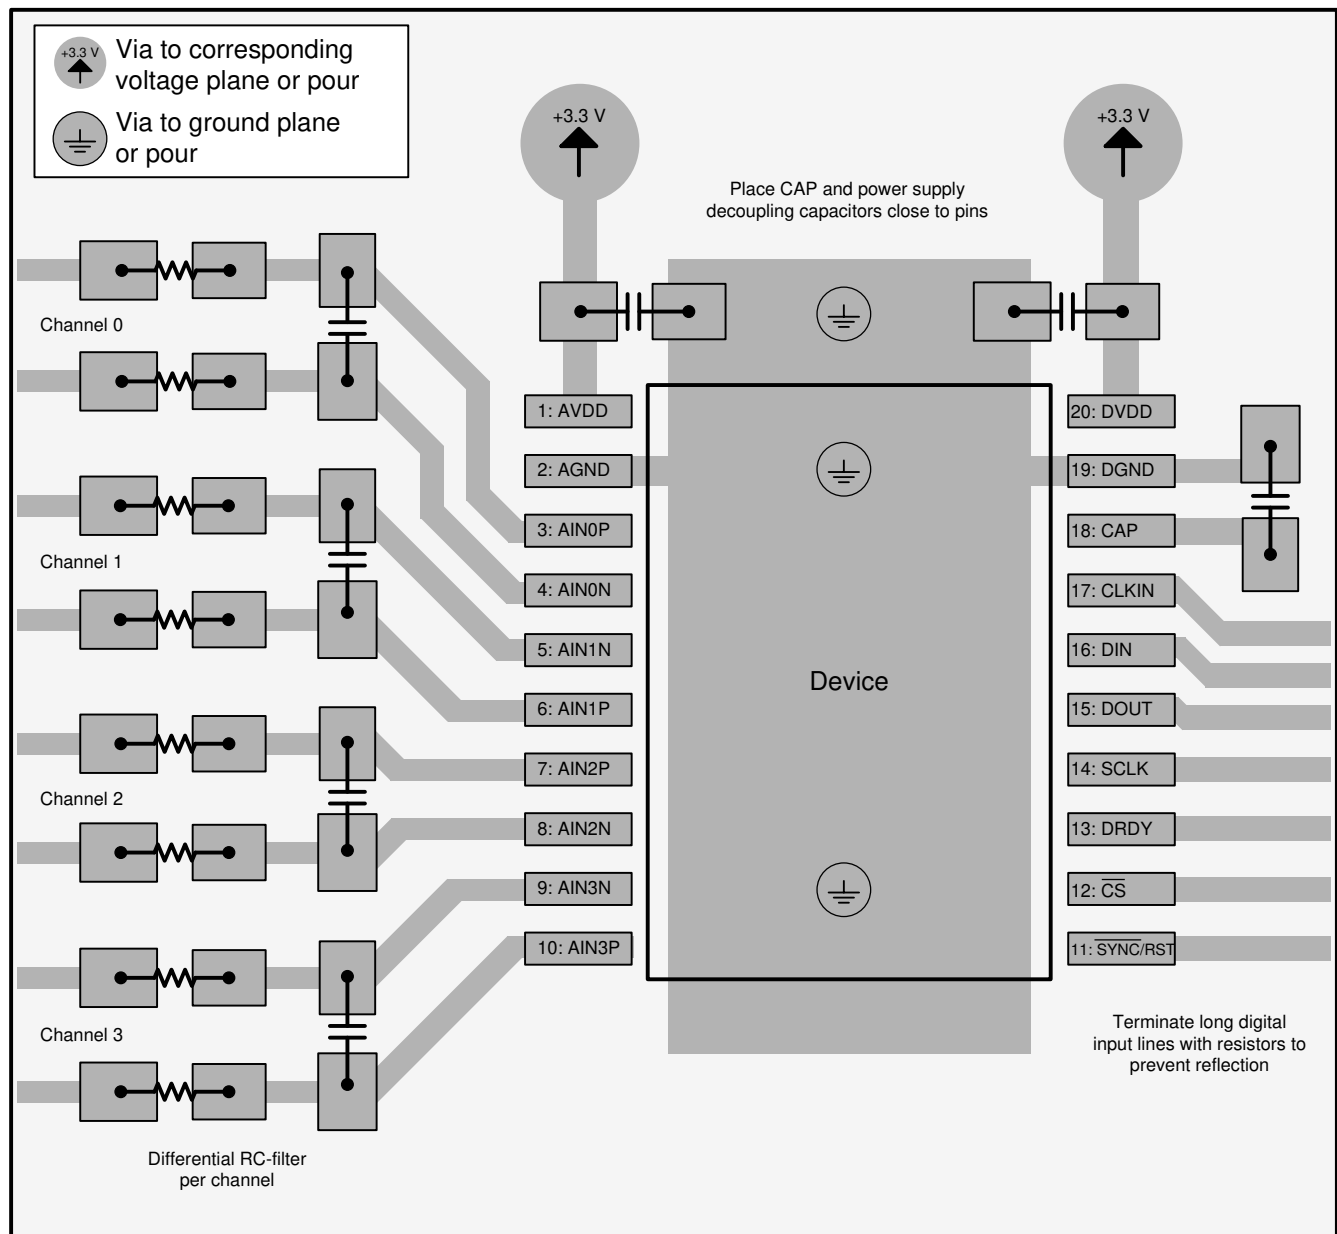 +3.3 V
Via to corresponding
voltage plane or pour
Via to ground plane
or pour
+3.3 V
+3.3 V
Place CAP and power supply
decoupling capacitors close to pins
Channel 0
Channel 1
Channel 2
Channel 3
1: AVDD
2: AGND
3: AIN0P
4: AIN0N
5: AIN1N
6: AIN1P
7: AIN2P
8: AIN2N
9: AIN3N
10: AIN3P
Device
20: DVDD
19: DGND
18: CAP
17: CLKIN
16: DIN
15: DOUT
14: SCLK
13: DRDY
12: C̅S̅
11: S̅Y̅N̅C̅/RST
Terminate long digital
input lines with resistors to
prevent reflection
Differential RC-filter
per channel